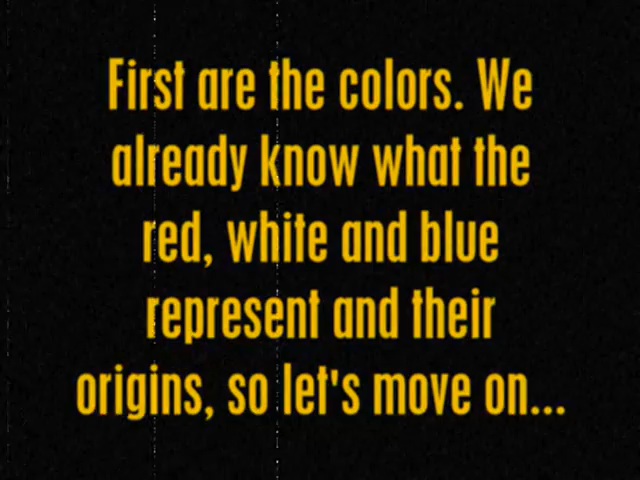 First are the colors. We
already know what the
red, white and blue
represent and their
origins, so let's move on...